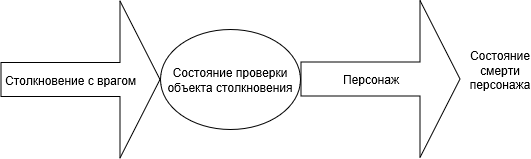 Столкновение с врагом
Состояние проверки
объекта столкновения
Персонаж
Состояние
смерти
персонажа